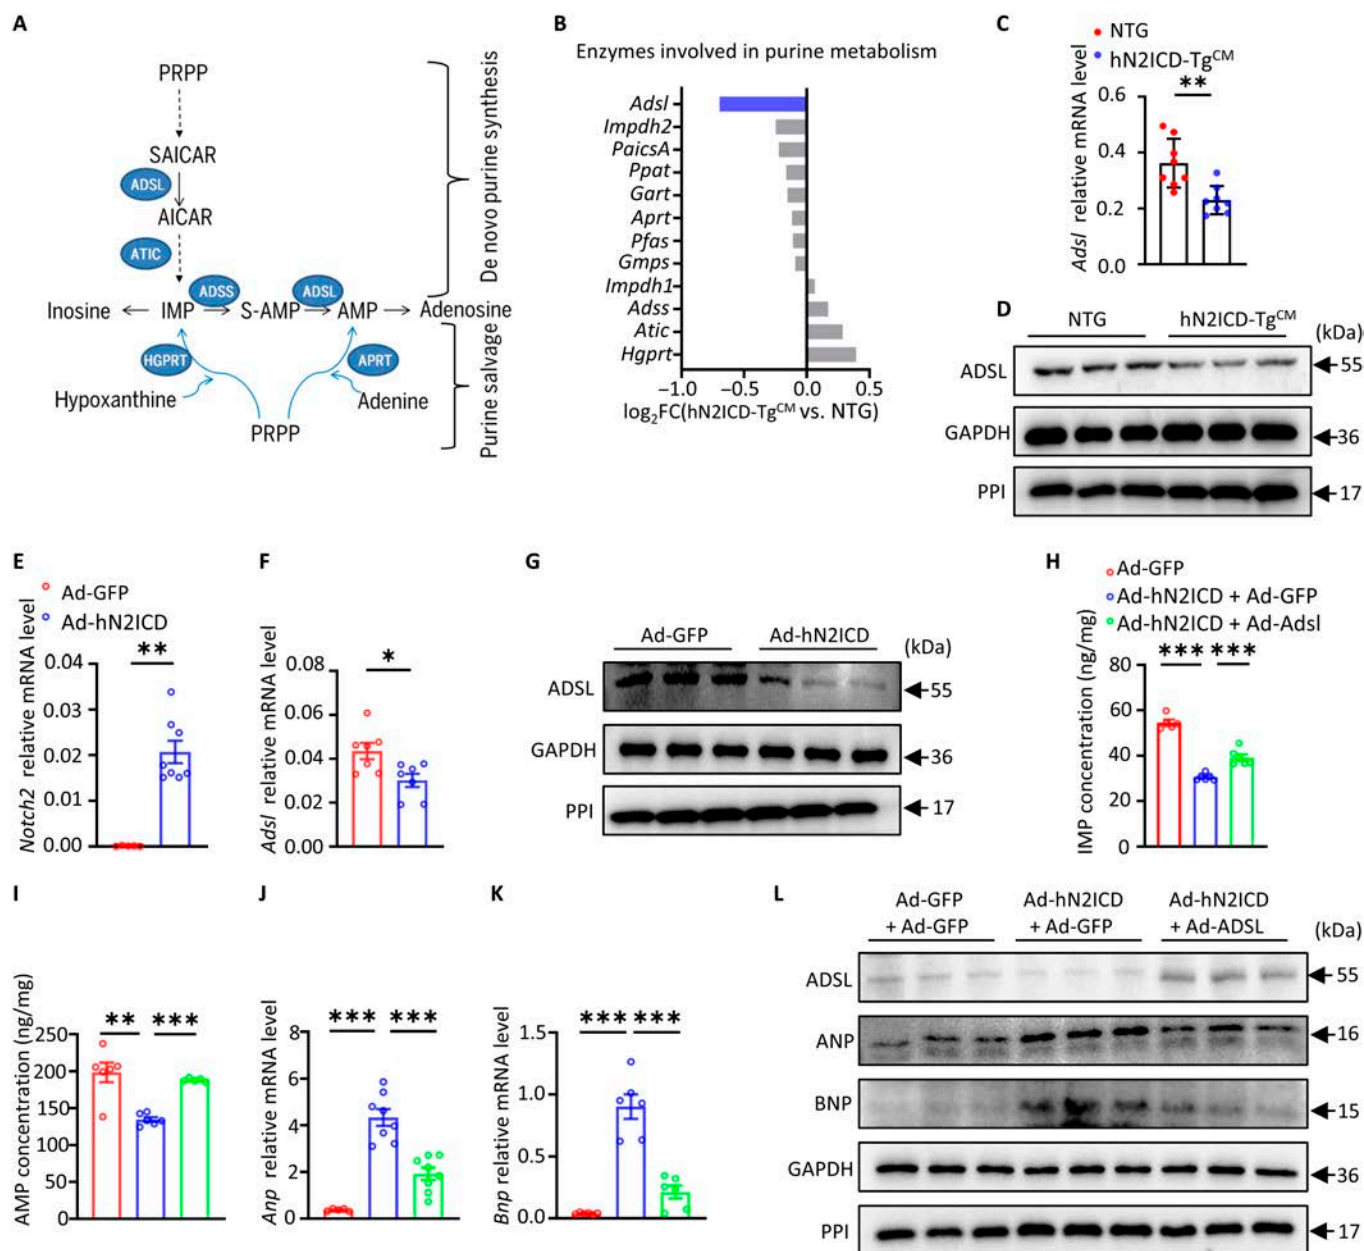 A
PRPP
SAICAR
ADSL
AICAR
ATIC
ADSS
ADSL
Inosine
IMP
S-AMP
AMP
Adenosine
HGPRT
APRT
Hypoxanthine
Adenine
PRPP
De novo purine synthesis
Purine salvage
B
Enzymes involved in purine metabolism
Adsl
Impdh2
PaicsA
Ppat
Gart
Aprt
Pfas
Gmps
Impdh1
Adss
Atic
Hgprt
−1.0 −0.5 0.0 0.5
log2FC(hN2ICD-TgCM vs. NTG)
C
NTG
hN2ICD-TgCM
**
Adsl relative mRNA level
0.6
0.4
0.2
0.0
D
NTG hN2ICD-TgCM (kDa)
ADSL 55
GAPDH 36
PPI 17
E
Ad-GFP
Ad-hN2ICD
**
Notch2 relative mRNA level
0.04
0.03
0.02
0.01
0.00
F
*
Adsl relative mRNA level
0.08
0.06
0.04
0.02
0.00
G
Ad-GFP Ad-hN2ICD (kDa)
ADSL 55
GAPDH 36
PPI 17
H
Ad-GFP
Ad-hN2ICD + Ad-GFP
Ad-hN2ICD + Ad-Adsl
*** ***
IMP concentration (ng/mg)
80
60
40
20
0
I
** ***
AMP concentration (ng/mg)
250
200
150
100
50
0
J
*** ***
Anp relative mRNA level
8
6
4
2
0
K
*** ***
Bnp relative mRNA level
1.5
1.0
0.5
0.0
L
Ad-GFP Ad-hN2ICD Ad-hN2ICD
+ Ad-GFP + Ad-GFP + Ad-ADSL (kDa)
ADSL 55
ANP 16
BNP 15
GAPDH 36
PPI 17